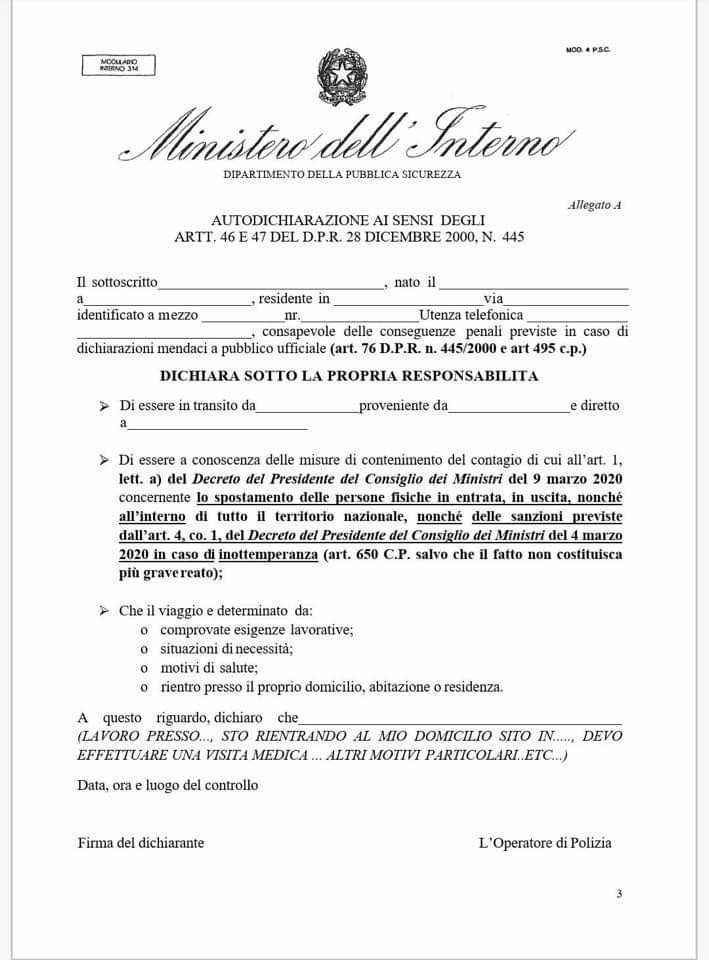 MODULARIO
INTERNO 314
MOD. 4 P.S.C.
Ministero dell'Interno
DIPARTIMENTO DELLA PUBBLICA SICUREZZA
Allegato A
AUTODICHIARAZIONE AI SENSI DEGLI
ARTT. 46 E 47 DEL D.P.R. 28 DICEMBRE 2000, N. 445
Il sottoscritto______________________________, nato il _________________________
a______________________, residente in ____________________via_________________
identificato a mezzo ___________nr.________________Utenza telefonica _____________
_______________________, consapevole delle conseguenze penali previste in caso di
dichiarazioni mendaci a pubblico ufficiale (art. 76 D.P.R. n. 445/2000 e art 495 c.p.)
DICHIARA SOTTO LA PROPRIA RESPONSABILITA
➢ Di essere in transito da______________proveniente da________________e diretto
a________________________
➢ Di essere a conoscenza delle misure di contenimento del contagio di cui all'art. 1,
lett. a) del Decreto del Presidente del Consiglio dei Ministri del 9 marzo 2020
concernente lo spostamento delle persone fisiche in entrata, in uscita, nonché
all'interno di tutto il territorio nazionale, nonché delle sanzioni previste
dall'art. 4, co. 1, del Decreto del Presidente del Consiglio dei Ministri del 4 marzo
2020 in caso di inottemperanza (art. 650 C.P. salvo che il fatto non costituisca
più grave reato);
➢ Che il viaggio e determinato da:
o comprovate esigenze lavorative;
o situazioni di necessità;
o motivi di salute;
o rientro presso il proprio domicilio, abitazione o residenza.
A questo riguardo, dichiaro che___________________________________________
(LAVORO PRESSO..., STO RIENTRANDO AL MIO DOMICILIO SITO IN....., DEVO
EFFETTUARE UNA VISITA MEDICA ... ALTRI MOTIVI PARTICOLARI..ETC...)
Data, ora e luogo del controllo
Firma del dichiarante L'Operatore di Polizia
3